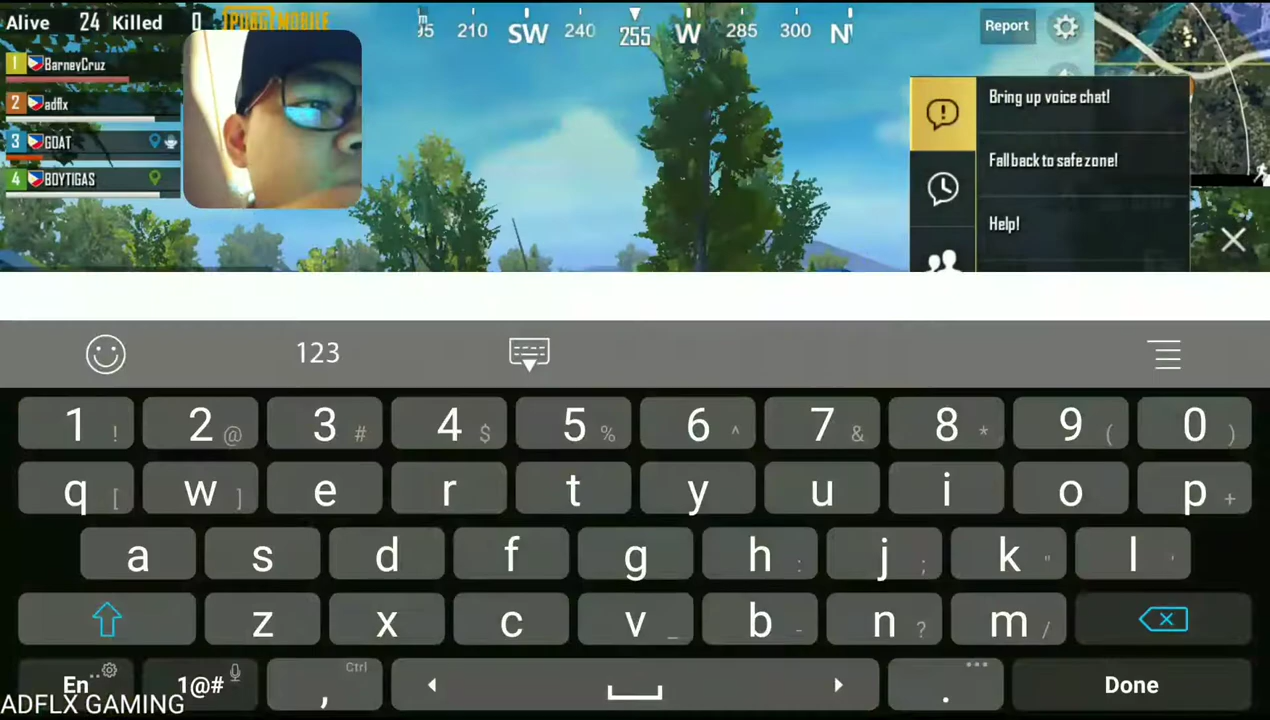 Alive 24 Killed 0 PUBG MOBILE
195 210 SW 240 255 W 285 300 N
Report
1 BarneyCruz
2 adflx
3 GOAT
4 BOYTIGAS
Bring up voice chat!
Fall back to safe zone!
Help!
123
1 ! 2 @ 3 # 4 $ 5 % 6 ^ 7 & 8 * 9 ( 0 )
q [ w ] e r t y u i o p +
a s d f g h : j ; k " l '
z x c v _ b - n ? m /
En 1@# , Ctrl . Done
ADFLX GAMING